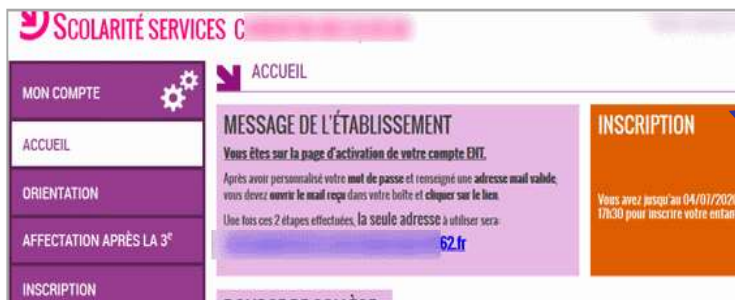 SCOLARITÉ SERVICES C
MON COMPTE
ACCUEIL
ORIENTATION
AFFECTATION APRÈS LA 3e
INSCRIPTION
ACCUEIL
MESSAGE DE L'ÉTABLISSEMENT
Vous êtes sur la page d'activation de votre compte ENT.
Après avoir personnalisé votre mot de passe et renseigné une adresse mail valide,
vous devez ouvrir le mail reçu dans votre boîte et cliquer sur le lien.
Une fois ces 2 étapes effectuées, la seule adresse à utiliser sera:
62.fr
INSCRIPTION
Vous avez jusqu'au 04/07/2020
17h30 pour inscrire votre